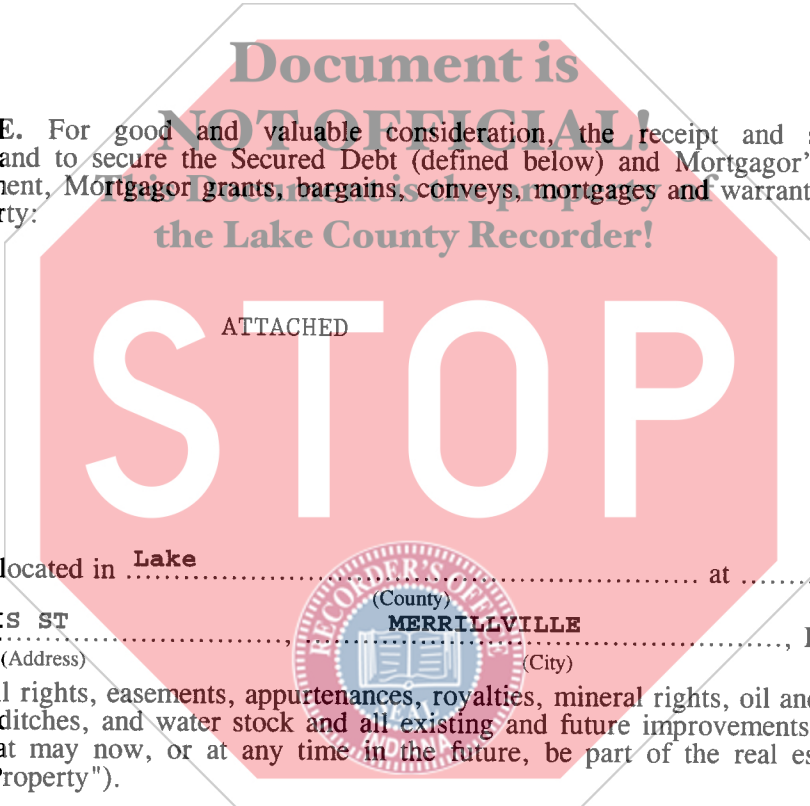 Document is
NOT OFFICIAL!
E. For good and valuable consideration, the receipt and
and to secure the Secured Debt (defined below) and Mortgagor'
ent, Mortgagor grants, bargains, conveys, mortgages and warrant
This Document is the property of
rty:
the Lake County Recorder!
ATTACHED
STOP
located in Lake at
(County)
S ST, MERRILLVILLE,
(Address) (City)
l rights, easements, appurtenances, royalties, mineral rights, oil and
ditches, and water stock and all existing and future improvements
at may now, or at any time in the future, be part of the real es
roperty").
RECORDER'S OFFICE
SEAL
INDIANA